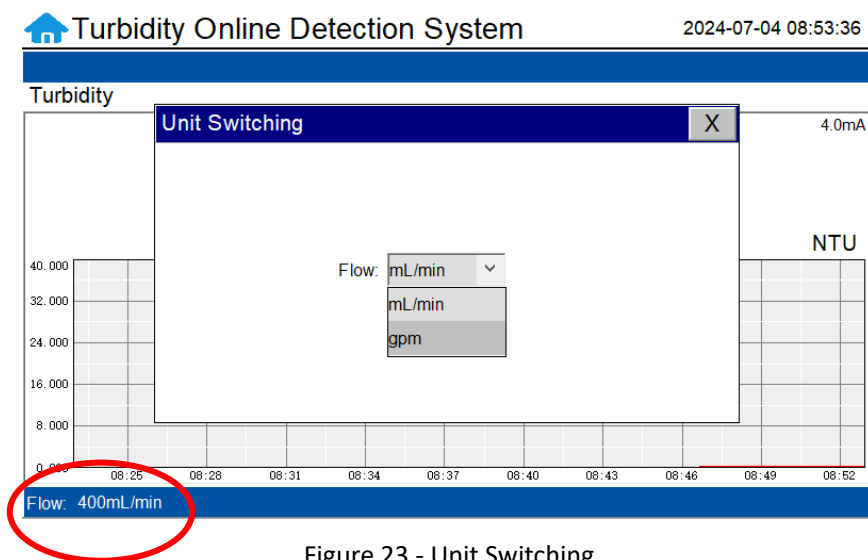 Turbidity Online Detection System 2024-07-04 08:53:36
Turbidity
Unit Switching X
4.0mA
NTU
Flow: mL/min
mL/min
gpm
40.000
32.000
24.000
16.000
8.000
0.000
08:25 08:28 08:31 08:34 08:37 08:40 08:43 08:46 08:49 08:52
Flow: 400mL/min
Figure 23 - Unit Switching